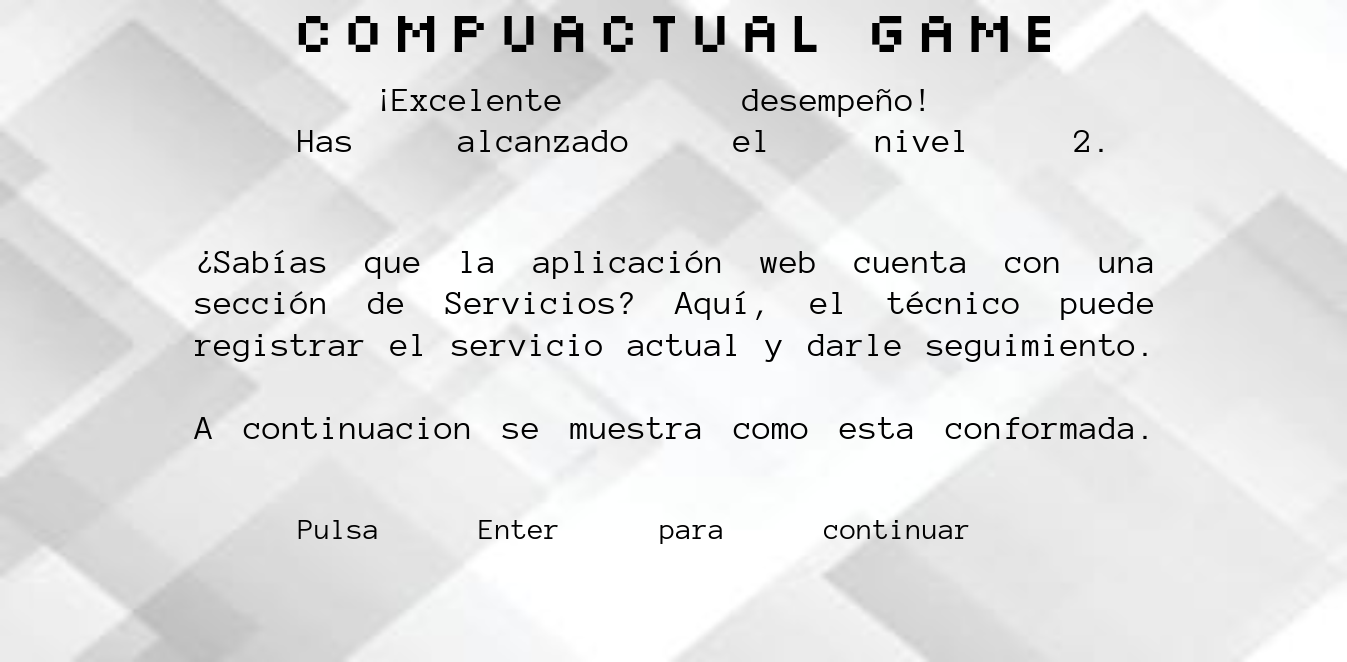 COMPUACTUAL GAME
¡Excelente desempeño!
Has alcanzado el nivel 2.
¿Sabías que la aplicación web cuenta con una
sección de Servicios? Aquí, el técnico puede
registrar el servicio actual y darle seguimiento.
A continuacion se muestra como esta conformada.
Pulsa Enter para continuar